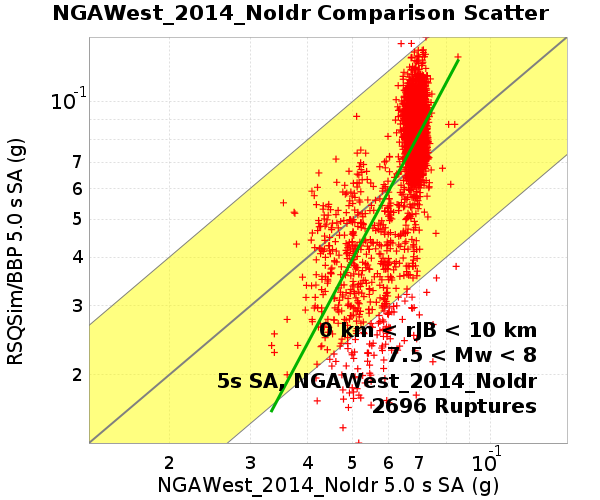 NGAWest_2014_NoIdr Comparison Scatter
RSQSim/BBP 5.0 s SA (g)
10-1
7
6
5
4
3
2
0 km < rJB < 10 km
7.5 < Mw < 8
5s SA, NGAWest_2014_NoIdr
2696 Ruptures
2 3 4 5 6 7 10-1
NGAWest_2014_NoIdr 5.0 s SA (g)